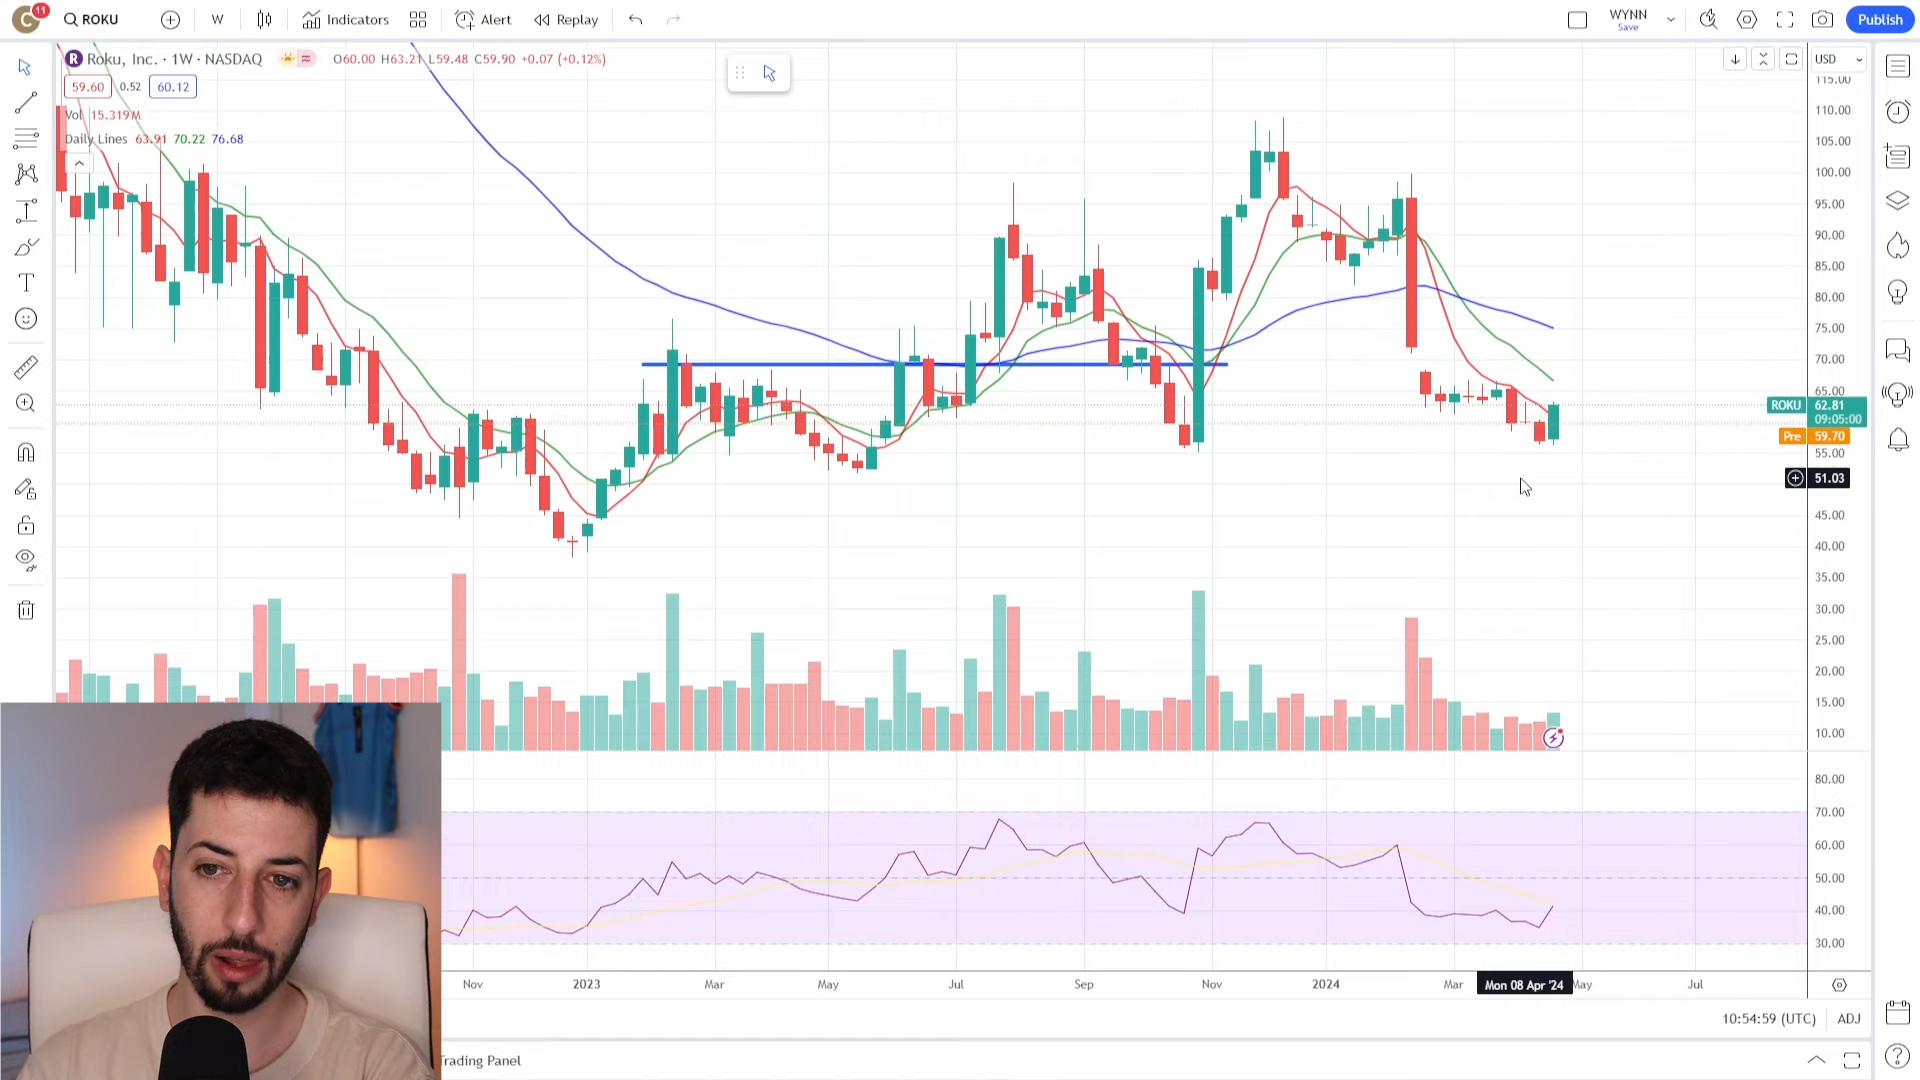 C 11 ROKU W Indicators Alert Replay WYNN Save Publish
R Roku, Inc. · 1W · NASDAQ O60.00 H63.21 L59.48 C59.90 +0.07 (+0.12%) USD
59.60 0.52 60.12
Vol 15.319M
Daily Lines 63.91 70.22 76.68
115.00
110.00
105.00
100.00
95.00
90.00
85.00
80.00
75.00
70.00
65.00
ROKU 62.81
09:05:00
Pre 59.70
55.00
51.03
45.00
40.00
35.00
30.00
25.00
20.00
15.00
10.00
80.00
70.00
60.00
50.00
40.00
30.00
Nov 2023 Mar May Jul Sep Nov 2024 Mar Mon 08 Apr '24 May Jul
10:54:59 (UTC) ADJ
Trading Panel